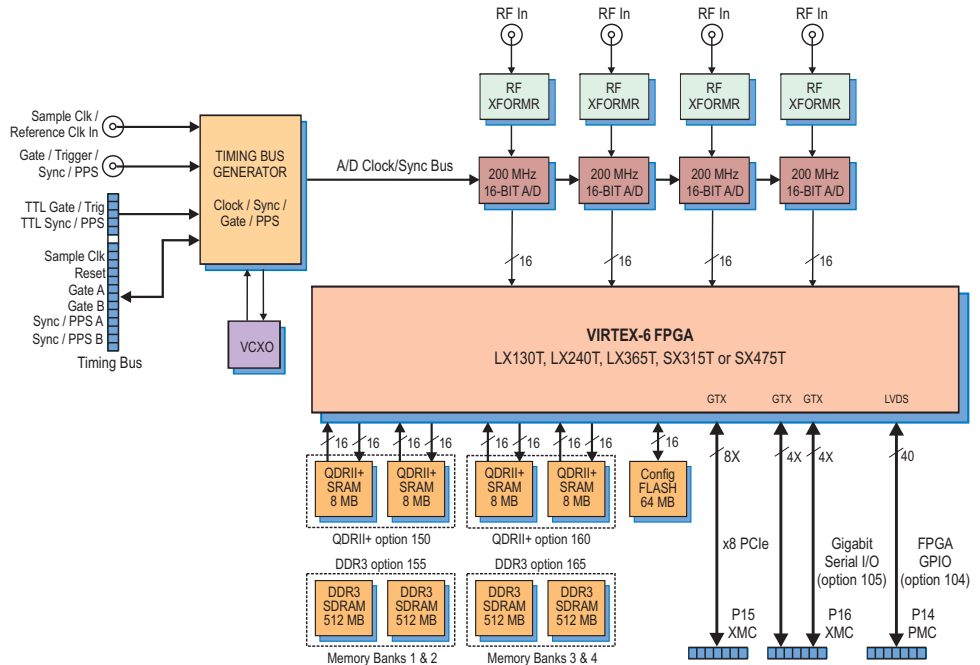 RF In
RF In
RF In
RF In
RF
XFORMR
RF
XFORMR
RF
XFORMR
RF
XFORMR
Sample Clk /
Reference Clk In
Gate / Trigger /
Sync / PPS
TTL Gate / Trig
TTL Sync / PPS
Sample Clk
Reset
Gate A
Gate B
Sync / PPS A
Sync / PPS B
Timing Bus
TIMING BUS
GENERATOR
Clock / Sync /
Gate / PPS
VCXO
A/D Clock/Sync Bus
200 MHz
16-BIT A/D
200 MHz
16-BIT A/D
200 MHz
16-BIT A/D
200 MHz
16-BIT A/D
16
16
16
16
VIRTEX-6 FPGA
LX130T, LX240T, LX365T, SX315T or SX475T
GTX
GTX
GTX
LVDS
16
16
16
16
16
16
16
16
16
8X
4X
4X
40
QDRII+
SRAM
8 MB
QDRII+
SRAM
8 MB
QDRII+ option 150
QDRII+
SRAM
8 MB
QDRII+
SRAM
8 MB
QDRII+ option 160
Config
FLASH
64 MB
DDR3 option 155
DDR3
SDRAM
512 MB
DDR3
SDRAM
512 MB
Memory Banks 1 & 2
DDR3 option 165
DDR3
SDRAM
512 MB
DDR3
SDRAM
512 MB
Memory Banks 3 & 4
x8 PCIe
Gigabit
Serial I/O
(option 105)
FPGA
GPIO
(option 104)
P15
XMC
P16
XMC
P14
PMC